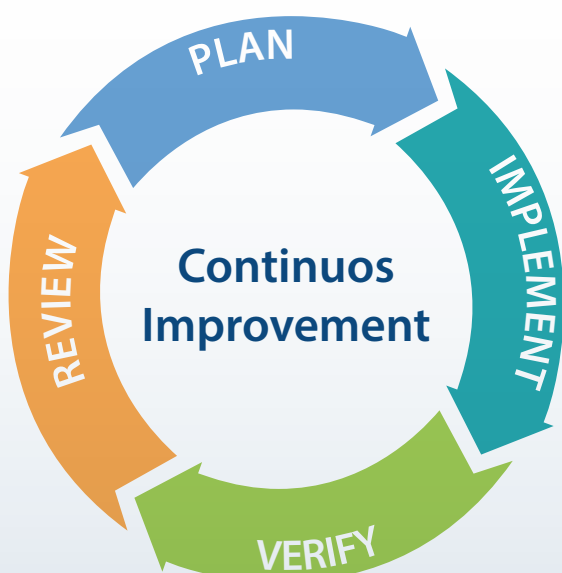 PLAN
IMPLEMENT
VERIFY
REVIEW
Continuos
Improvement